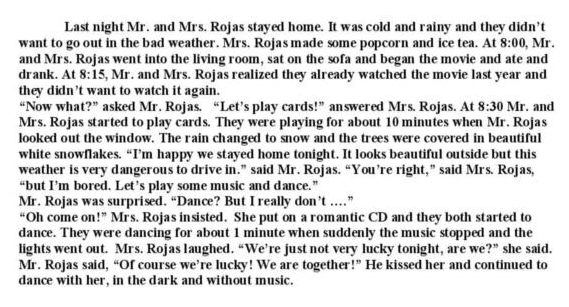 Last night Mr. and Mrs. Rojas stayed home. It was cold and rainy and they didn't
want to go out in the bad weather. Mrs. Rojas made some popcorn and ice tea. At 8:00, Mr.
and Mrs. Rojas went into the living room, sat on the sofa and began the movie and ate and
drank. At 8:15, Mr. and Mrs. Rojas realized they already watched the movie last year and
they didn't want to watch it again.
“Now what?” asked Mr. Rojas. “Let's play cards!” answered Mrs. Rojas. At 8:30 Mr. and
Mrs. Rojas started to play cards. They were playing for about 10 minutes when Mr. Rojas
looked out the window. The rain changed to snow and the trees were covered in beautiful
white snowflakes. “I'm happy we stayed home tonight. It looks beautiful outside but this
weather is very dangerous to drive in.” said Mr. Rojas. “You're right,” said Mrs. Rojas,
“but I'm bored. Let's play some music and dance.”
Mr. Rojas was surprised. “Dance? But I really don't ….”
“Oh come on!” Mrs. Rojas insisted. She put on a romantic CD and they both started to
dance. They were dancing for about 1 minute when suddenly the music stopped and the
lights went out. Mrs. Rojas laughed. “We're just not very lucky tonight, are we?” she said.
Mr. Rojas said, “Of course we're lucky! We are together!” He kissed her and continued to
dance with her, in the dark and without music.